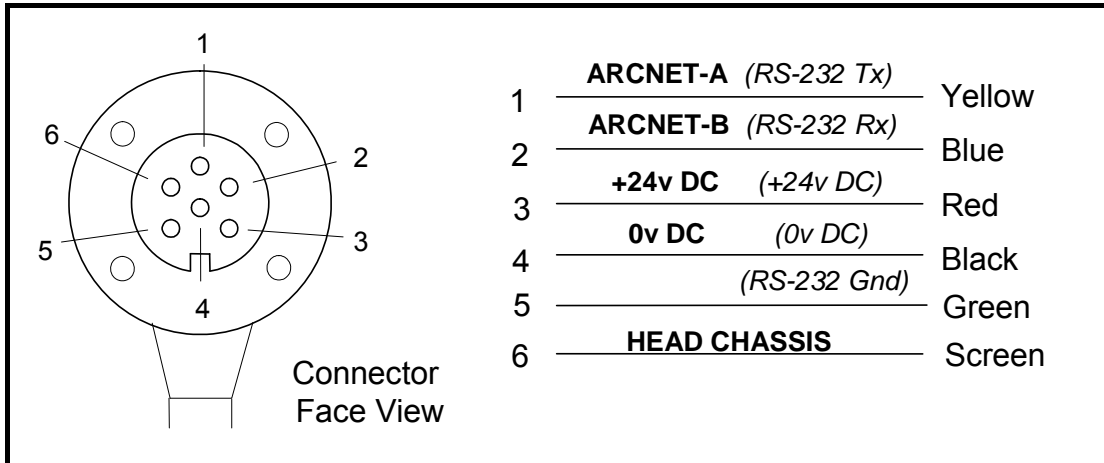 1
6
2
5
3
4
Connector
Face View
1 ARCNET-A (RS-232 Tx) Yellow
2 ARCNET-B (RS-232 Rx) Blue
3 +24v DC (+24v DC) Red
4 0v DC (0v DC) Black
5 (RS-232 Gnd) Green
6 HEAD CHASSIS Screen